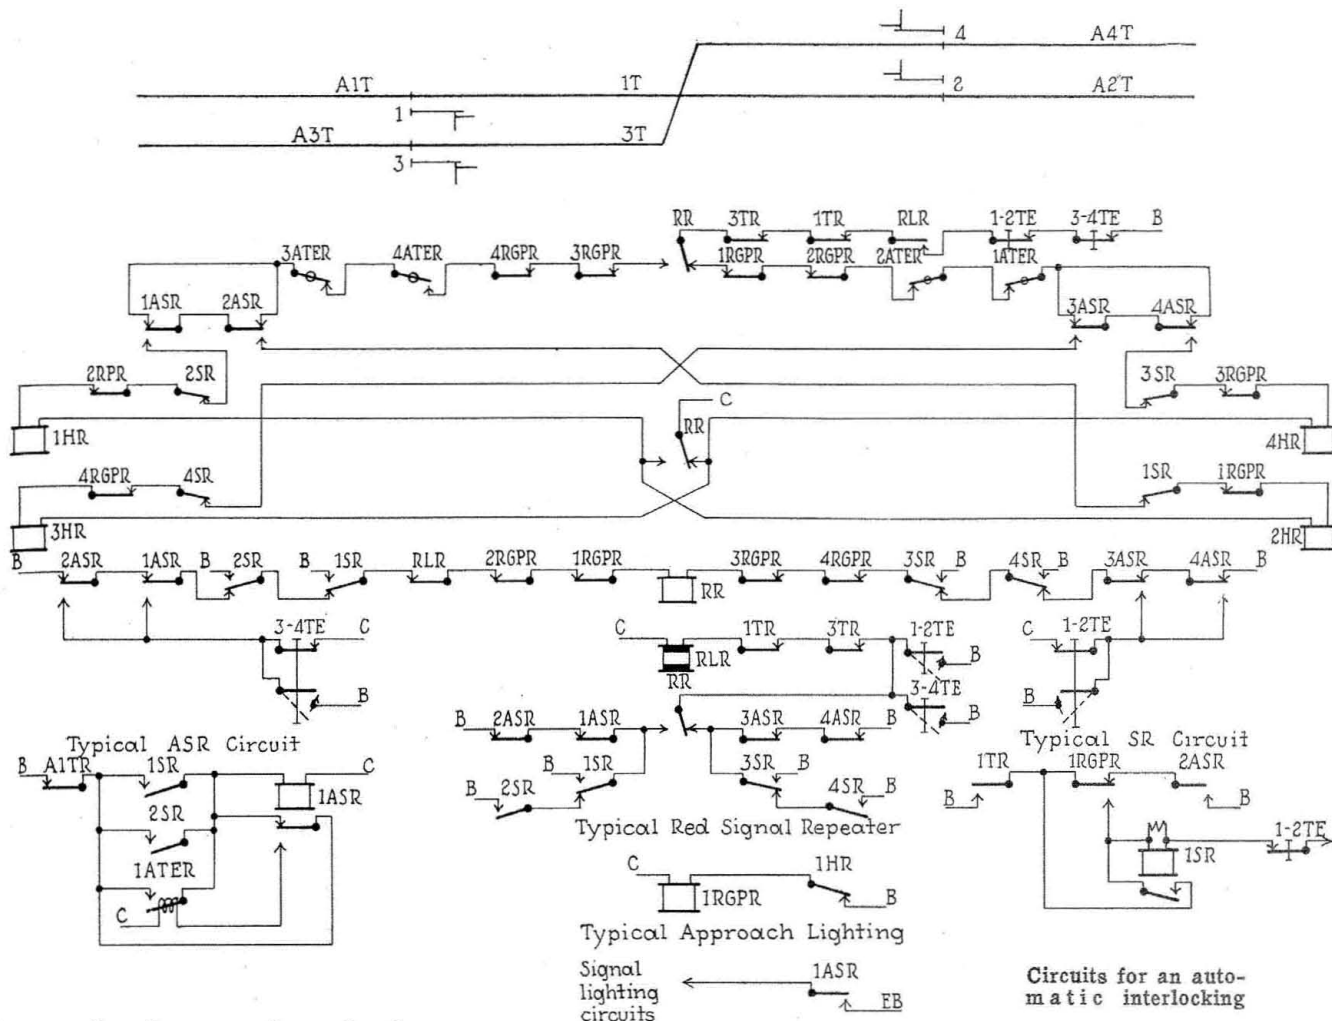 4 A4T
A1T 1T 2 A2T
1
A3T 3T
3
RR 3TR 1TR RLR 1-2TE 3-4TE B
3ATER 4ATER 4RGPR 3RGPR 1RGPR 2RGPR 2ATER 1ATER
1ASR 2ASR 3ASR 4ASR
2RPR 2SR 3SR 3RGPR
C
1HR RR 4HR
4RGPR 4SR 1SR 1RGPR
3HR 2HR
B 2ASR 1ASR B 2SR B 1SR RLR 2RGPR 1RGPR 3RGPR 4RGPR 3SR B 4SR B 3ASR 4ASR B
RR
3-4TE C C 1TR 3TR 1-2TE C 1-2TE
RLR B
RR 3-4TE
B B 2ASR 1ASR 3ASR 4ASR B B B
Typical ASR Circuit
Typical SR Circuit
B A1TR 1SR C B 1SR 3SR B 1TR 1RGPR 2ASR
1ASR B 2SR 4SR B B B
2SR
Typical Red Signal Repeater
1-2TE
1ATER 1SR
C
C 1HR
1RGPR B
Typical Approach Lighting
Signal
lighting
circuits
1ASR
EB
Circuits for an auto-
matic interlocking